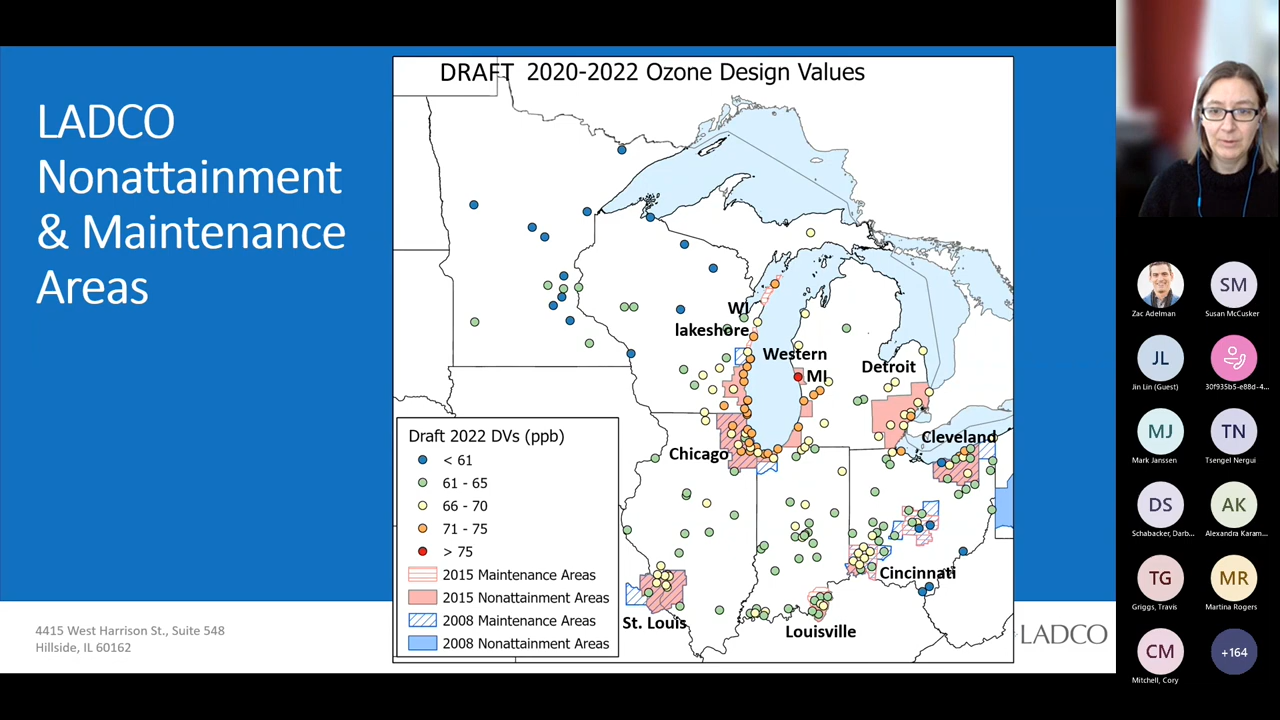 LADCO
Nonattainment
& Maintenance
Areas
DRAFT 2020-2022 Ozone Design Values
WI
lakeshore
Western
MI
Detroit
Cleveland
Chicago
Cincinnati
St. Louis
Louisville
Draft 2022 DVs (ppb)
< 61
61 - 65
66 - 70
71 - 75
> 75
2015 Maintenance Areas
2015 Nonattainment Areas
2008 Maintenance Areas
2008 Nonattainment Areas
4415 West Harrison St., Suite 548
Hillside, IL 60162
LADCO
Zac Adelman
SM
Susan McCusker
JL
Jin Lin (Guest)
30f935b5-e88d-4...
MJ
Mark Janssen
TN
Tsengel Nergui
DS
Schabacker, Darb...
AK
Alexandra Karam...
TG
Griggs, Travis
MR
Martina Rogers
CM
Mitchell, Cory
+164